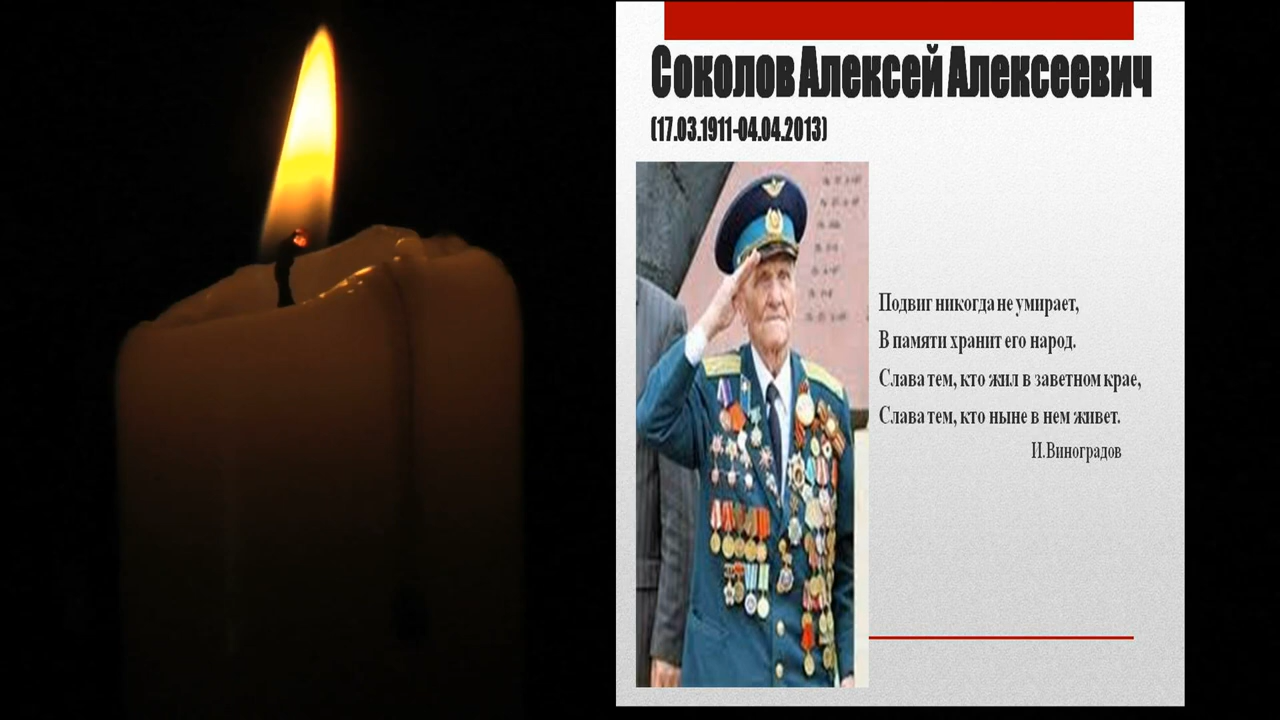 Соколов Алексей Алексеевич
(17.03.1911-04.04.2013)
Подвиг никогда не умирает,
В памяти хранит его народ.
Слава тем, кто жил в заветном крае,
Слава тем, кто ныне в нем живет.
И.Виноградов